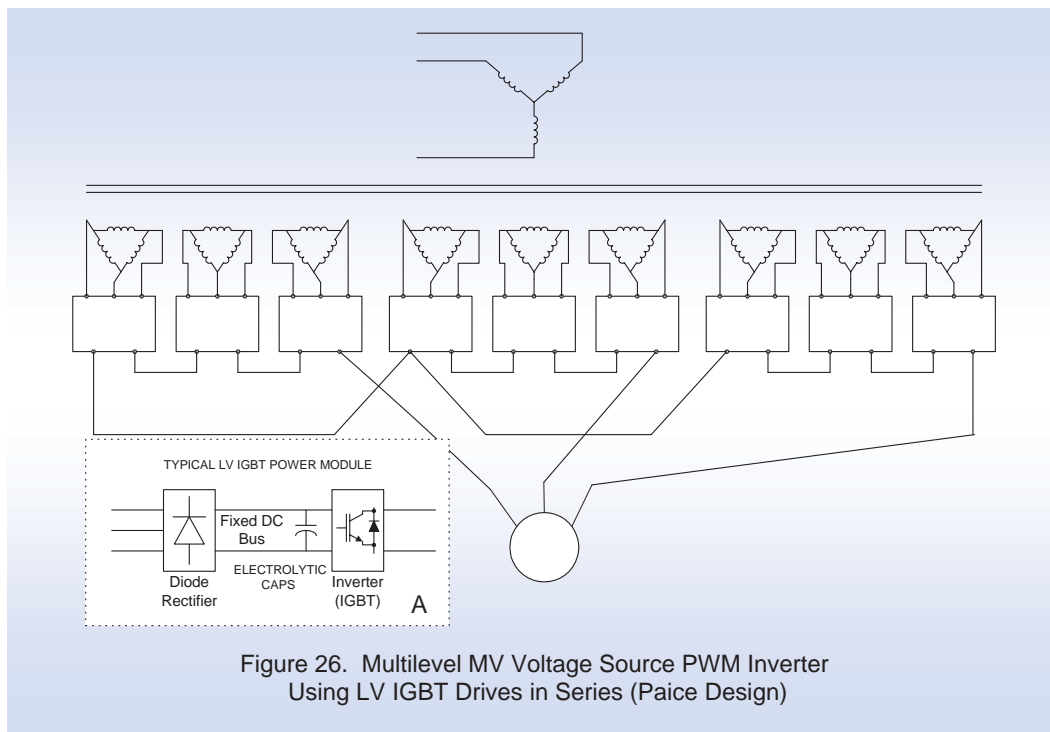 TYPICAL LV IGBT POWER MODULE
Fixed DC
Bus
ELECTROLYTIC
CAPS
Diode
Rectifier
Inverter
(IGBT)
A
Figure 26. Multilevel MV Voltage Source PWM Inverter
Using LV IGBT Drives in Series (Paice Design)